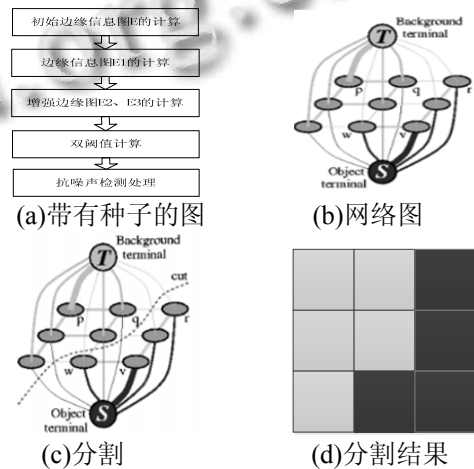 初始边缘信息图E的计算
边缘信息图E1的计算
增强边缘图E2、E3的计算
双阈值计算
抗噪声检测处理
(a)带有种子的图
Background
terminal
T
p
q
r
w
v
S
Object
terminal
(b)网络图
Background
terminal
T
cut
p
q
r
w
v
Object
terminal
S
(c)分割
(d)分割结果